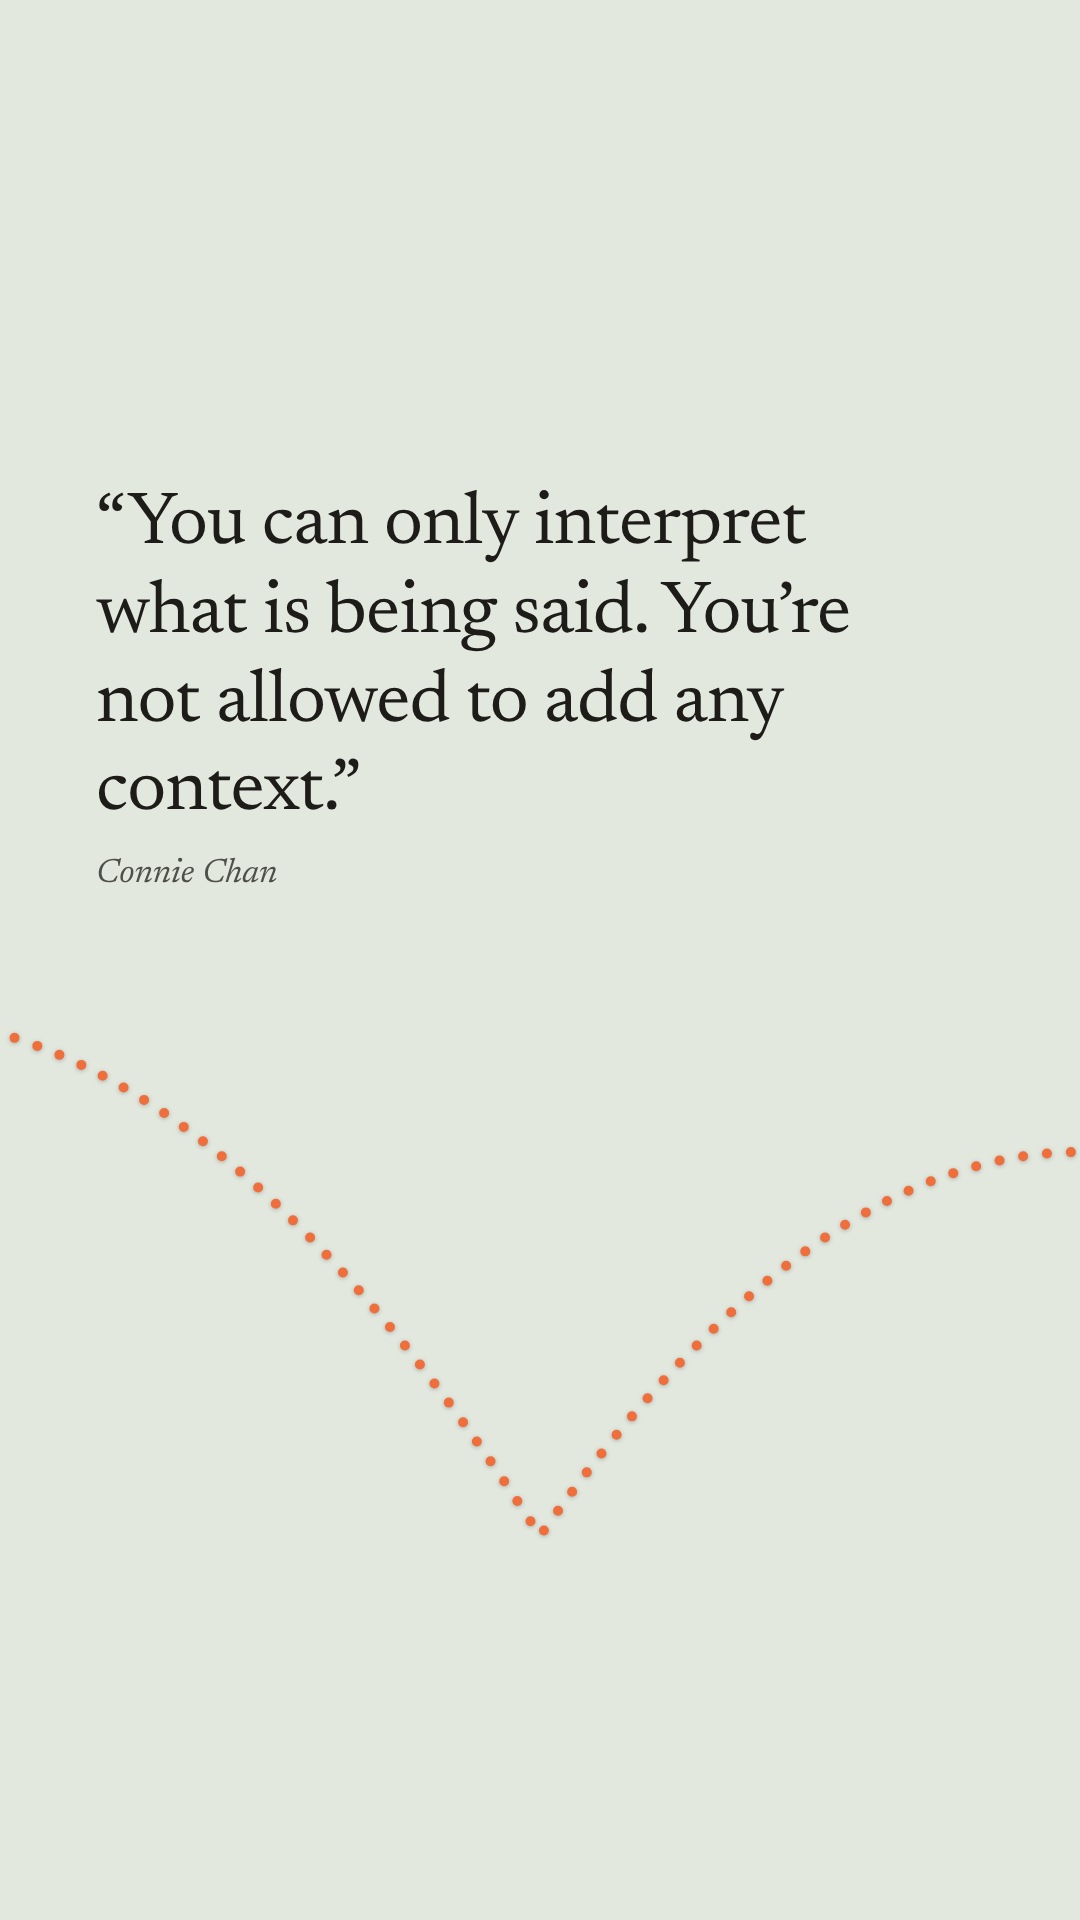 “You can only interpret
what is being said. You’re
not allowed to add any
context.”
Connie Chan